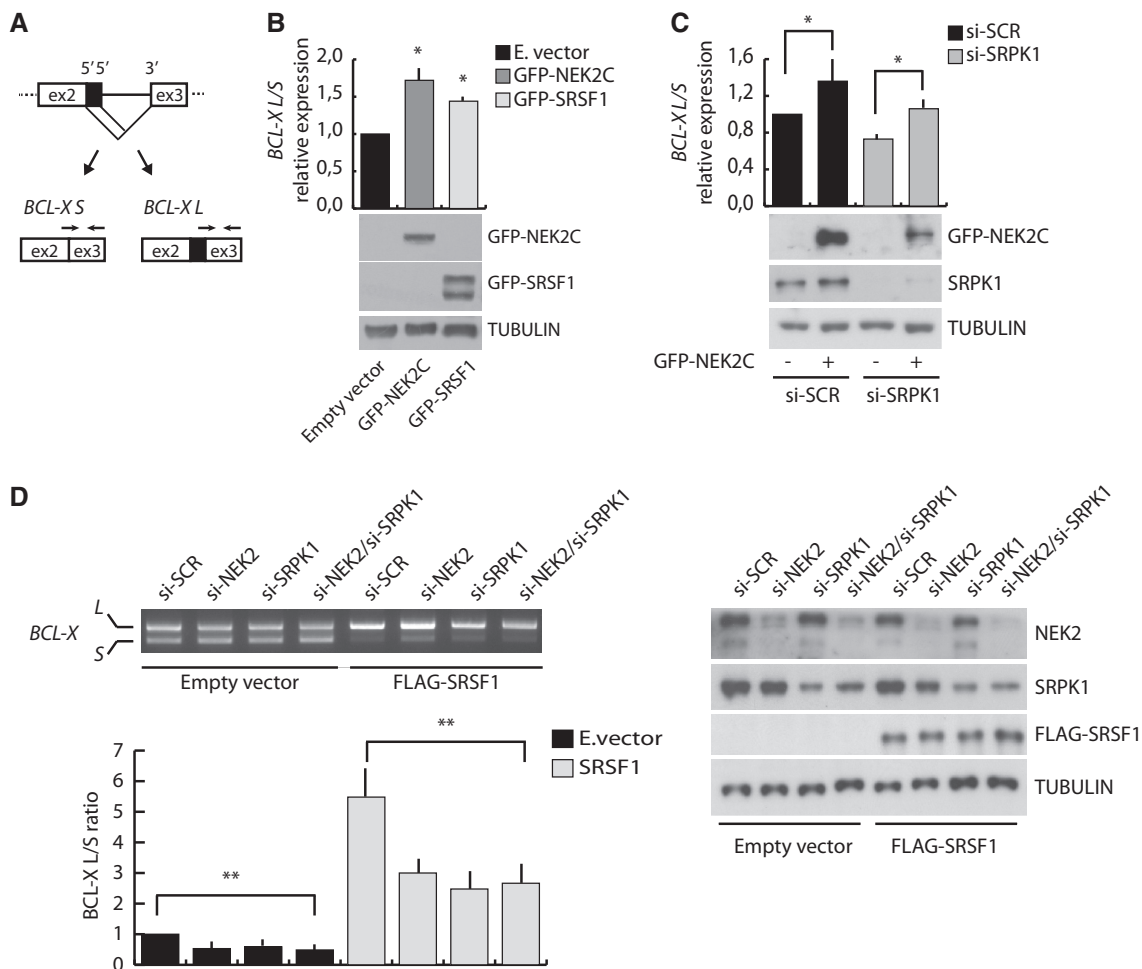 A
5' 5' 3'
ex2 ex3
BCL-X S BCL-X L
ex2 ex3 ex2 ex3
B
BCL-X L/S
relative expression
2,0
1,5
1,0
0,5
0,0
* *
E. vector
GFP-NEK2C
GFP-SRSF1
GFP-NEK2C
GFP-SRSF1
TUBULIN
Empty vector
GFP-NEK2C
GFP-SRSF1
C
BCL-X L/S
relative expression
1,6
1,2
0,8
0,4
0,0
* *
si-SCR
si-SRPK1
GFP-NEK2C
SRPK1
TUBULIN
GFP-NEK2C - + - +
si-SCR si-SRPK1
D
si-SCR
si-NEK2
si-SRPK1
si-NEK2/si-SRPK1
si-SCR
si-NEK2
si-SRPK1
si-NEK2/si-SRPK1
L
BCL-X
S
Empty vector FLAG-SRSF1
BCL-X L/S ratio
7
6
5
4
3
2
1
0
**
**
E.vector
SRSF1
si-SCR
si-NEK2
si-SRPK1
si-NEK2/si-SRPK1
si-SCR
si-NEK2
si-SRPK1
si-NEK2/si-SRPK1
NEK2
SRPK1
FLAG-SRSF1
TUBULIN
Empty vector FLAG-SRSF1